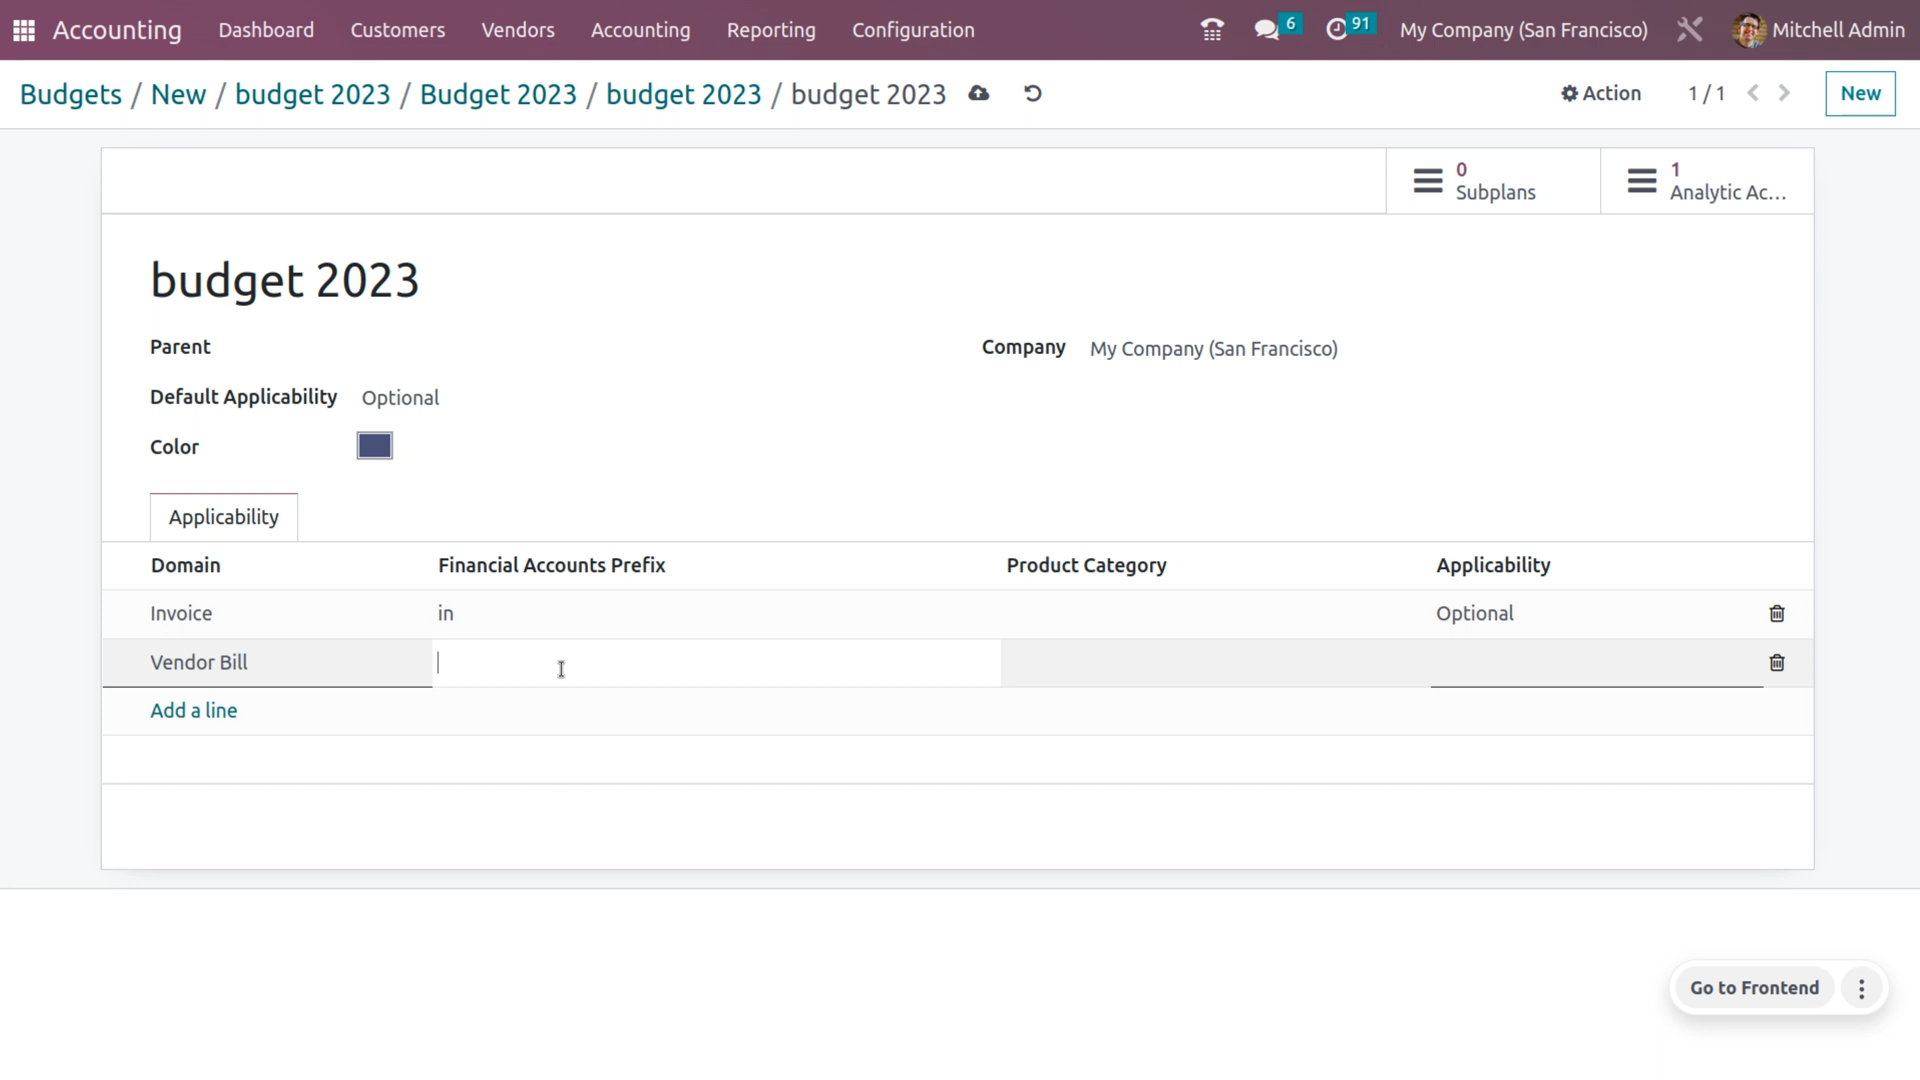 Accounting Dashboard Customers Vendors Accounting Reporting Configuration 6 91 My Company (San Francisco) Mitchell Admin
Budgets / New / budget 2023 / Budget 2023 / budget 2023 / budget 2023 Action 1 / 1 New
0
Subplans
1
Analytic Ac...
budget 2023
Parent
Company My Company (San Francisco)
Default Applicability Optional
Color
Applicability
Domain Financial Accounts Prefix Product Category Applicability
Invoice in Optional
Vendor Bill
Add a line
Go to Frontend